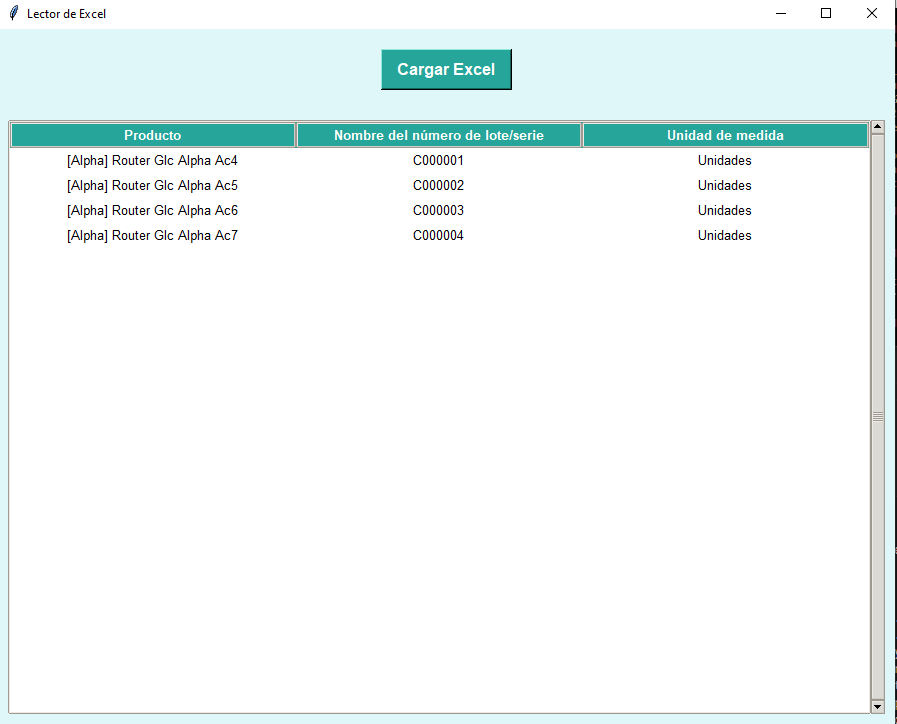 Lector de Excel
Cargar Excel
Producto Nombre del número de lote/serie Unidad de medida
[Alpha] Router Glc Alpha Ac4 C000001 Unidades
[Alpha] Router Glc Alpha Ac5 C000002 Unidades
[Alpha] Router Glc Alpha Ac6 C000003 Unidades
[Alpha] Router Glc Alpha Ac7 C000004 Unidades